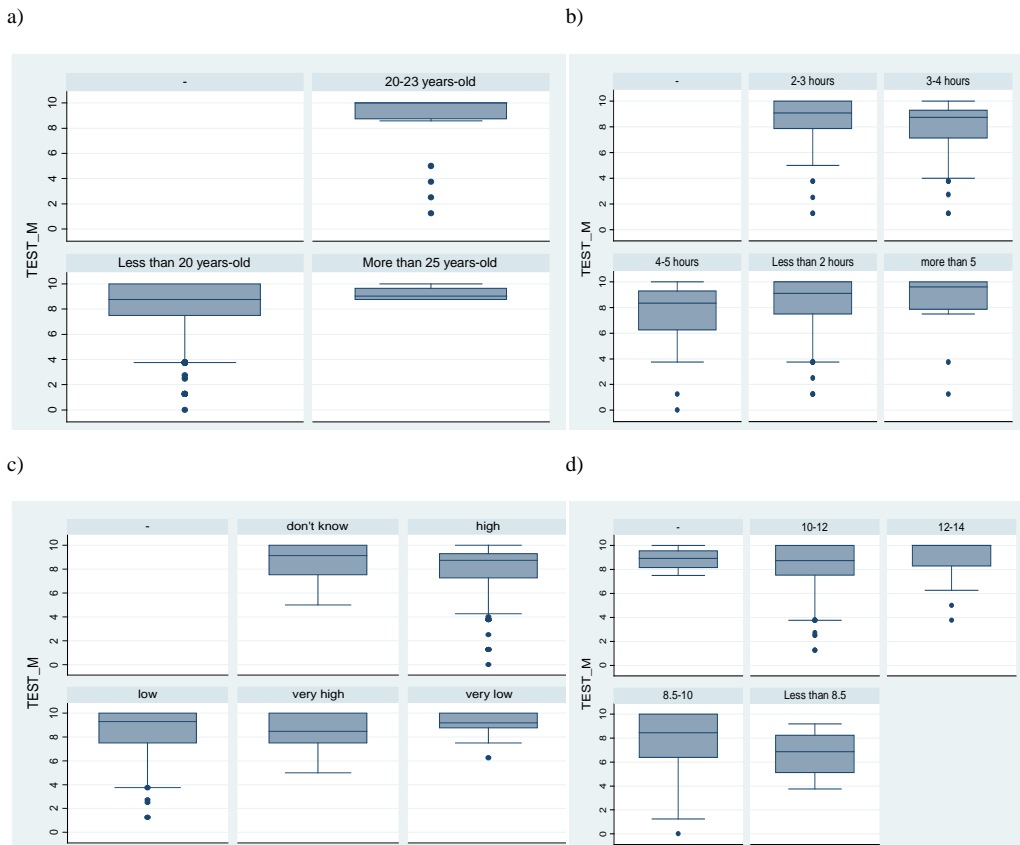 a)
b)
-
20-23 years-old
10
8
6
4
2
0
Less than 20 years-old
More than 25 years-old
10
8
6
4
2
0
TEST_M
-
2-3 hours
3-4 hours
10
8
6
4
2
0
4-5 hours
Less than 2 hours
more than 5
10
8
6
4
2
0
TEST_M
c)
d)
-
don't know
high
10
8
6
4
2
0
low
very high
very low
10
8
6
4
2
0
TEST_M
-
10-12
12-14
10
8
6
4
2
0
8.5-10
Less than 8.5
10
8
6
4
2
0
TEST_M